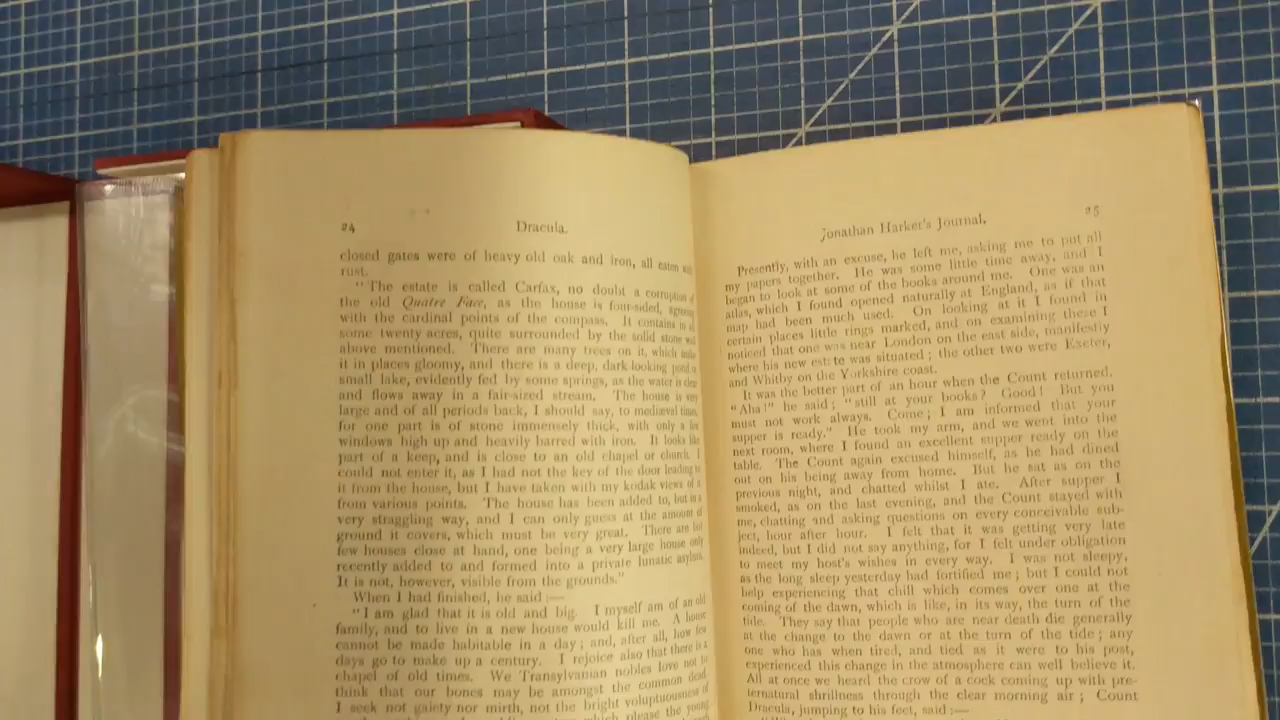 24
Dracula.
closed gates were of heavy old oak and iron, all eaten with
rust.
"The estate is called Carfax, no doubt a corruption of
the old Quatre Face, as the house is four-sided, agreeing
with the cardinal points of the compass. It contains in all
some twenty acres, quite surrounded by the solid stone wall
above mentioned. There are many trees on it, which make
it in places gloomy, and there is a deep, dark-looking pond or
small lake, evidently fed by some springs, as the water is clear
and flows away in a fair-sized stream. The house is very
large and of all periods back, I should say, to mediæval times,
for one part is of stone immensely thick, with only a few
windows high up and heavily barred with iron. It looks like
part of a keep, and is close to an old chapel or church. I
could not enter it, as I had not the key of the door leading to
it from the house, but I have taken with my kodak views of it
from various points. The house has been added to, but in a
very straggling way, and I can only guess at the amount of
ground it covers, which must be very great. There are but
few houses close at hand, one being a very large house only
recently added to and formed into a private lunatic asylum.
It is not, however, visible from the grounds."
When I had finished, he said :—
"I am glad that it is old and big. I myself am of an old
family, and to live in a new house would kill me. A house
cannot be made habitable in a day ; and, after all, how few
days go to make up a century. I rejoice also that there is a
chapel of old times. We Transylvanian nobles love not to
think that our bones may be amongst the common dead.
I seek not gaiety nor mirth, not the bright voluptuousness of
which please the young
Jonathan Harker's Journal.
25
Presently, with an excuse, he left me, asking me to put all
my papers together. He was some little time away, and I
began to look at some of the books around me. One was an
atlas, which I found opened naturally at England, as if that
map had been much used. On looking at it I found in
certain places little rings marked, and on examining these I
noticed that one was near London on the east side, manifestly
where his new estate was situated ; the other two were Exeter,
and Whitby on the Yorkshire coast.
It was the better part of an hour when the Count returned.
"Aha!" he said ; "still at your books? Good! But you
must not work always. Come ; I am informed that your
supper is ready." He took my arm, and we went into the
next room, where I found an excellent supper ready on the
table. The Count again excused himself, as he had dined
out on his being away from home. But he sat as on the
previous night, and chatted whilst I ate. After supper I
smoked, as on the last evening, and the Count stayed with
me, chatting and asking questions on every conceivable sub-
ject, hour after hour. I felt that it was getting very late
indeed, but I did not say anything, for I felt under obligation
to meet my host's wishes in every way. I was not sleepy,
as the long sleep yesterday had fortified me ; but I could not
help experiencing that chill which comes over one at the
coming of the dawn, which is like, in its way, the turn of the
tide. They say that people who are near death die generally
at the change to the dawn or at the turn of the tide ; any
one who has when tired, and tied as it were to his post,
experienced this change in the atmosphere can well believe it.
All at once we heard the crow of a cock coming up with pre-
ternatural shrillness through the clear morning air ; Count
Dracula, jumping to his feet, said :—